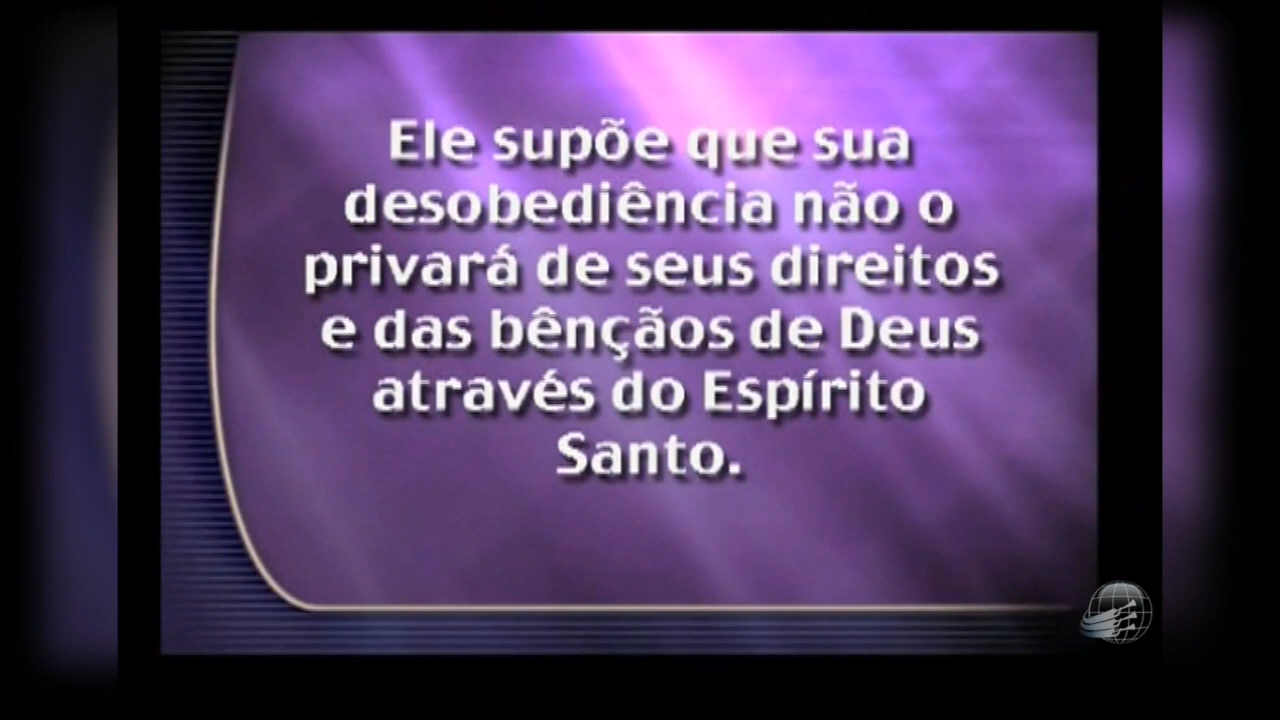 Ele supõe que sua
desobediência não o
privará de seus direitos
e das bênçãos de Deus
através do Espírito
Santo.